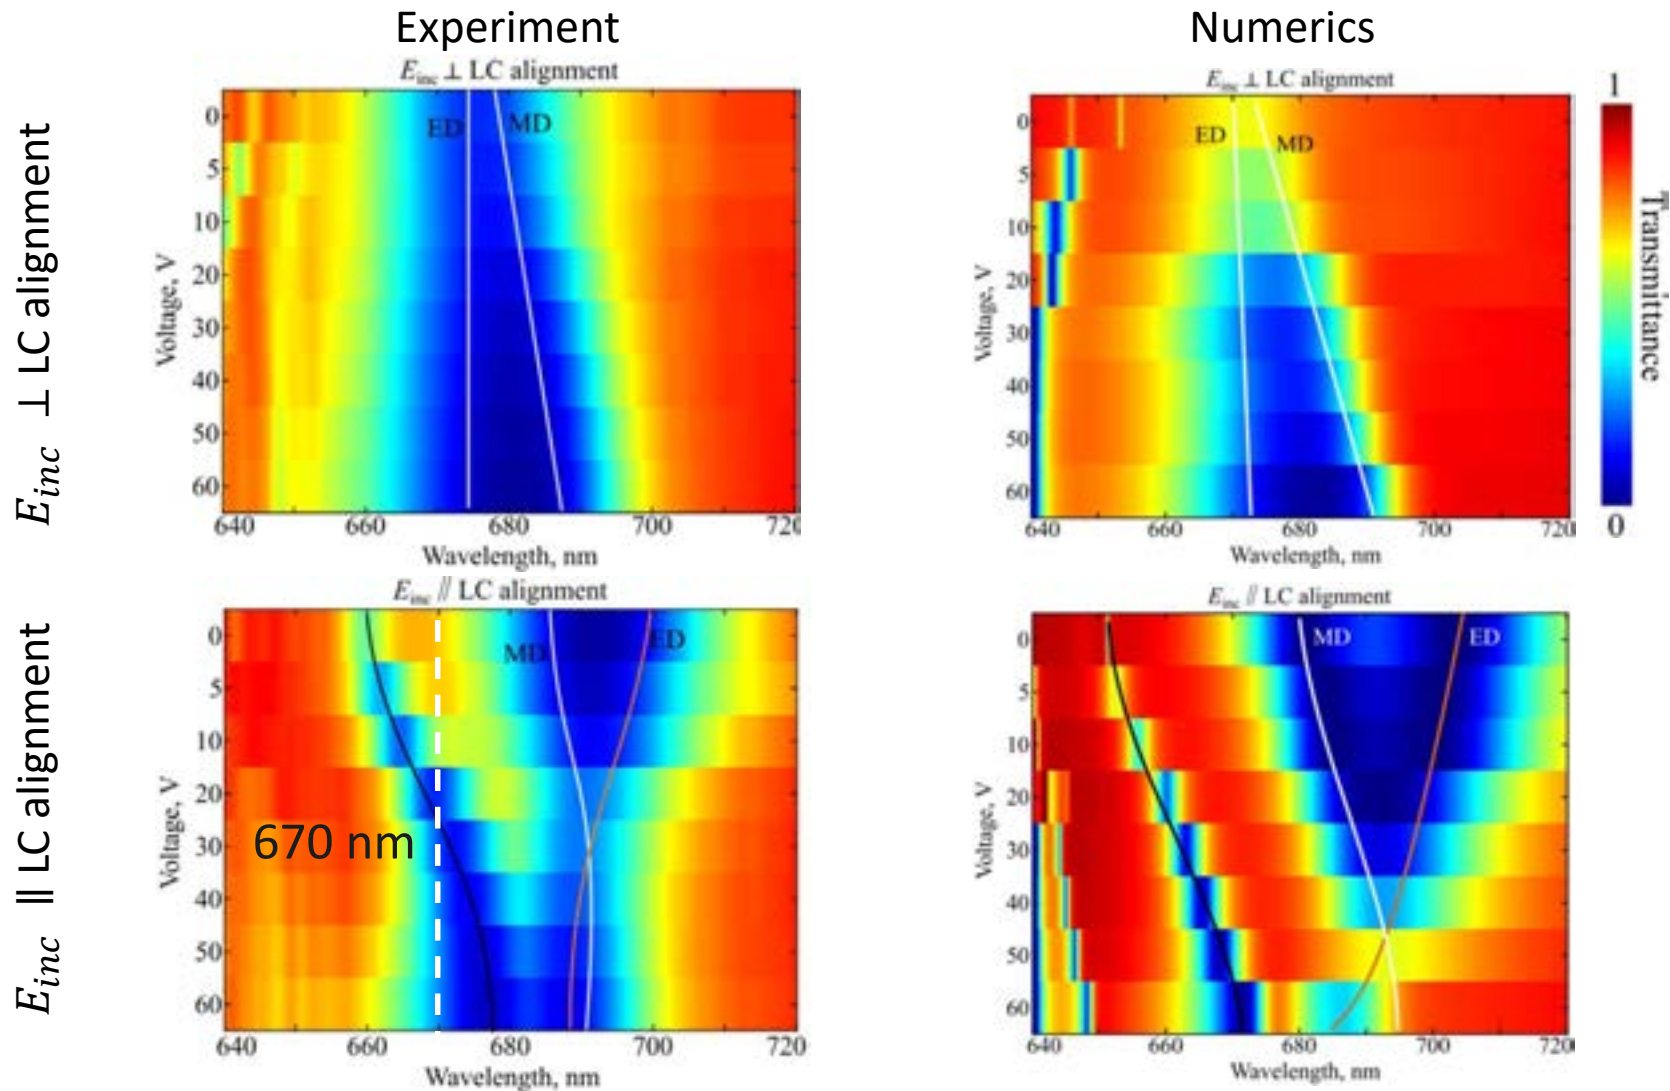 Experiment
Numerics
E_inc ⊥ LC alignment
E_inc ∥ LC alignment
E_inc ⊥ LC alignment
ED
MD
Voltage, V
0
5
10
20
30
40
50
60
640
660
680
700
720
Wavelength, nm
E_inc ⊥ LC alignment
ED
MD
Voltage, V
0
5
10
20
30
40
50
60
640
660
680
700
720
Wavelength, nm
1
Transmittance
0
E_inc // LC alignment
MD
ED
670 nm
Voltage, V
0
5
10
20
30
40
50
60
640
660
680
700
720
Wavelength, nm
E_inc // LC alignment
MD
ED
Voltage, V
0
5
10
20
30
40
50
60
640
660
680
700
720
Wavelength, nm